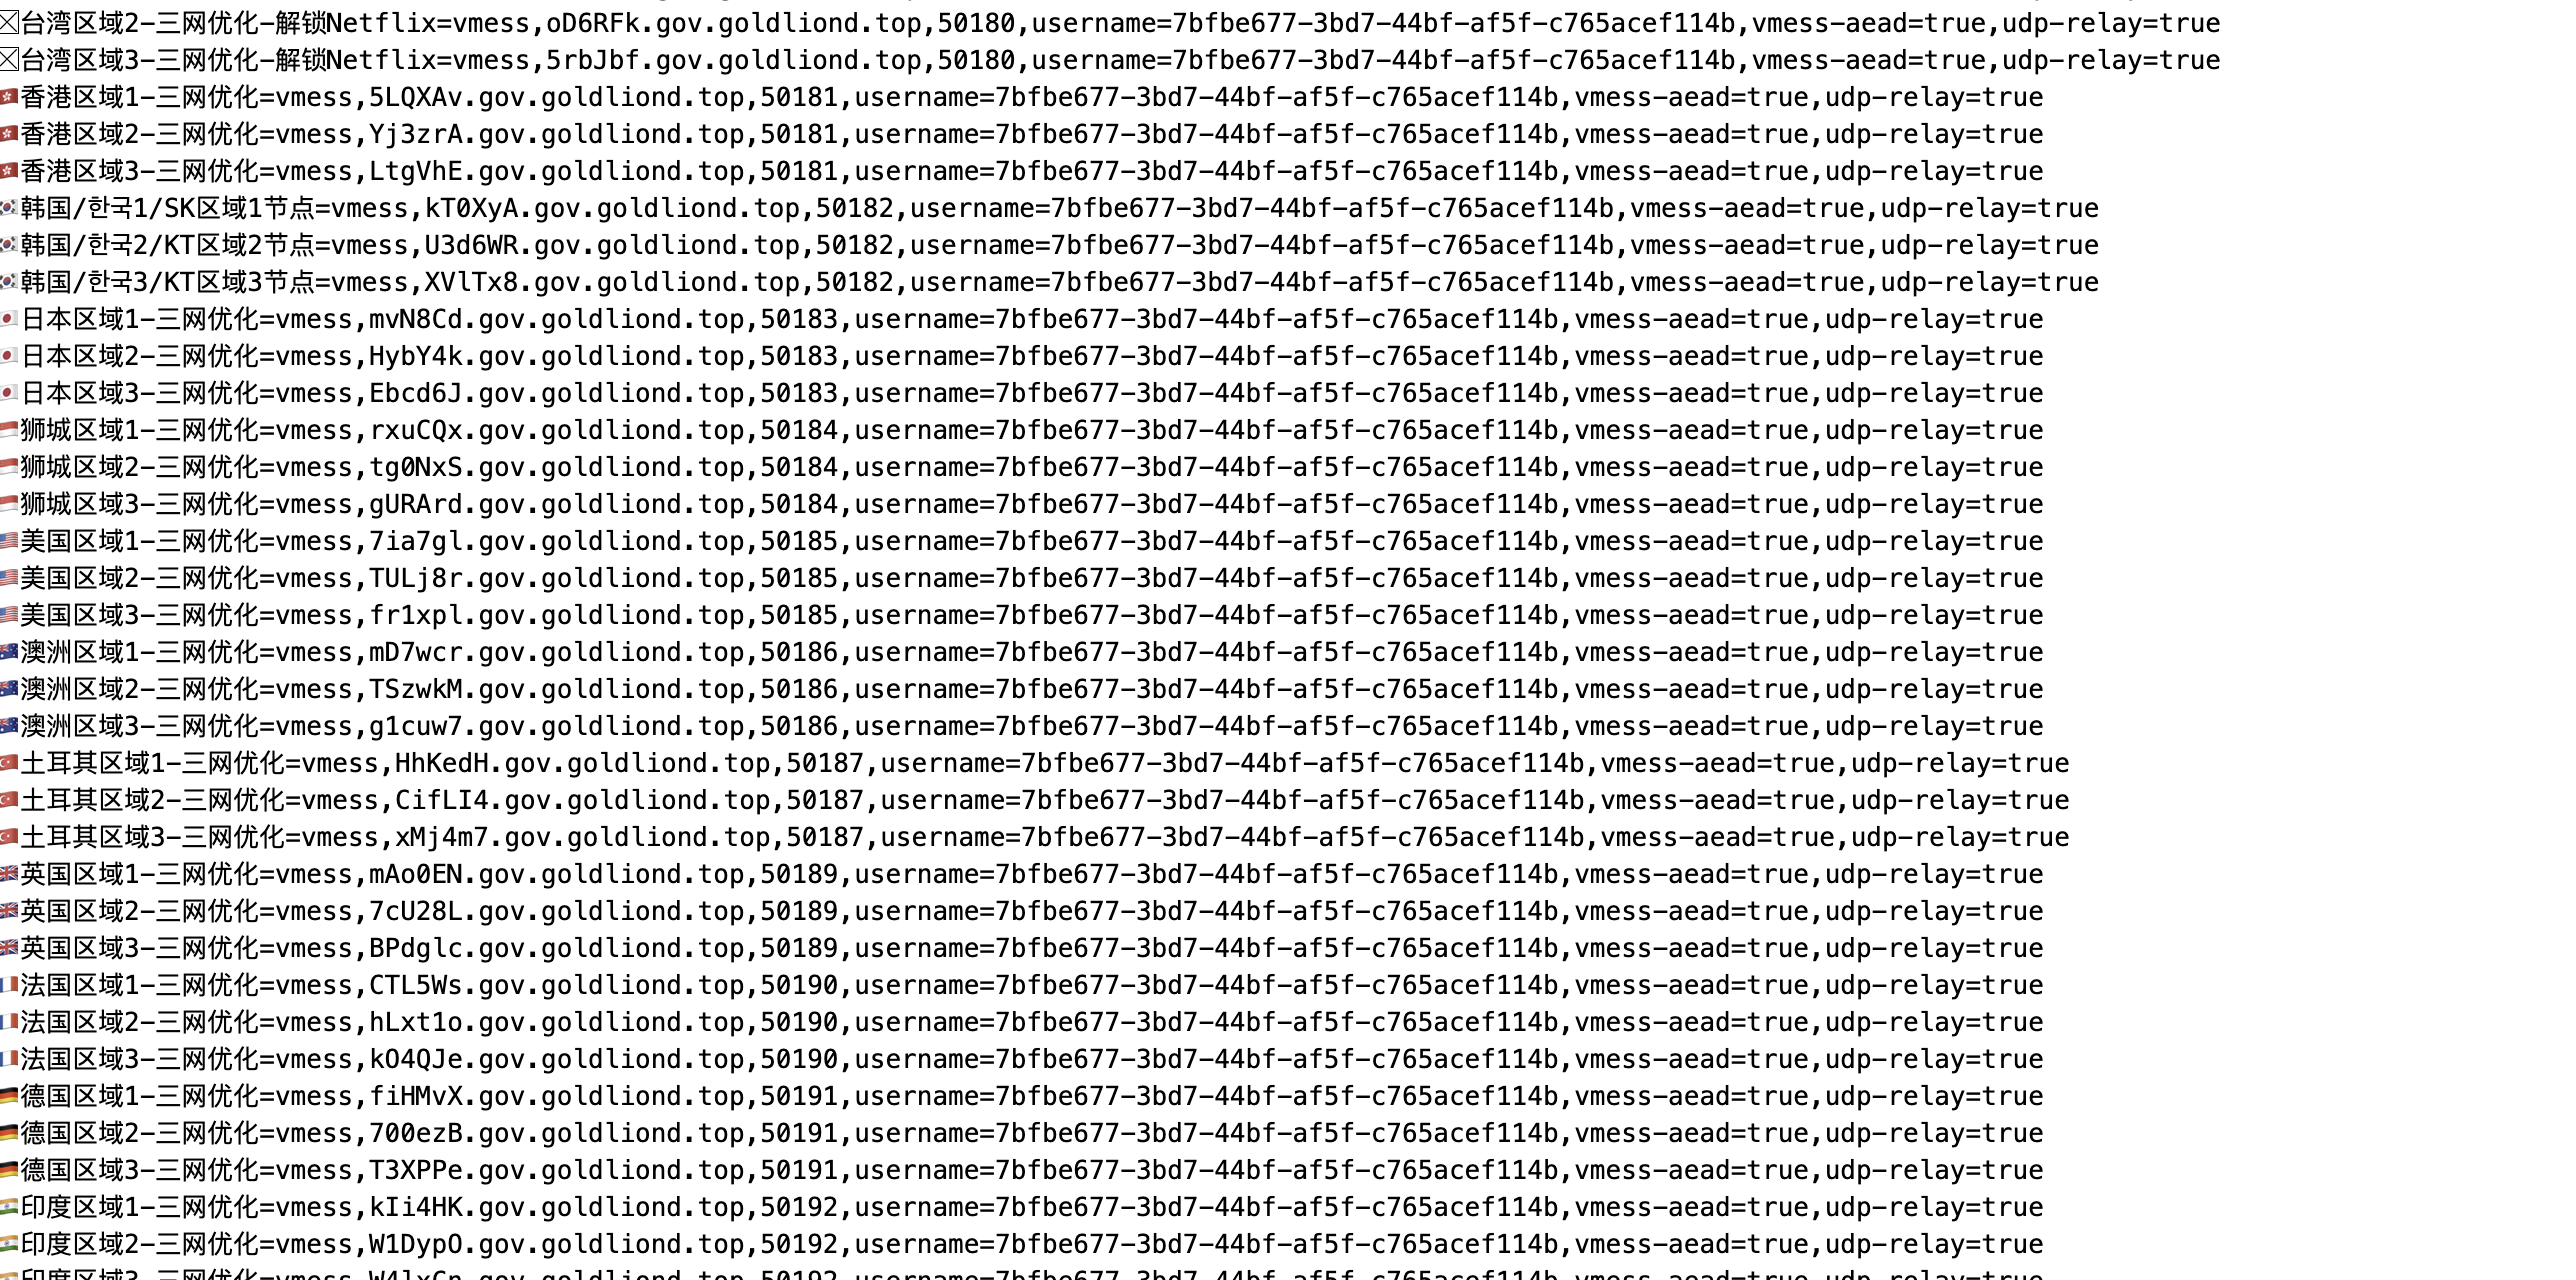 台湾区域2-三网优化-解锁Netflix=vmess,oD6RFk.gov.goldliond.top,50180,username=7bfbe677-3bd7-44bf-af5f-c765acef114b,vmess-aead=true,udp-relay=true
台湾区域3-三网优化-解锁Netflix=vmess,5rbJbf.gov.goldliond.top,50180,username=7bfbe677-3bd7-44bf-af5f-c765acef114b,vmess-aead=true,udp-relay=true
🇭🇰香港区域1-三网优化=vmess,5LQXAv.gov.goldliond.top,50181,username=7bfbe677-3bd7-44bf-af5f-c765acef114b,vmess-aead=true,udp-relay=true
🇭🇰香港区域2-三网优化=vmess,Yj3zrA.gov.goldliond.top,50181,username=7bfbe677-3bd7-44bf-af5f-c765acef114b,vmess-aead=true,udp-relay=true
🇭🇰香港区域3-三网优化=vmess,LtgVhE.gov.goldliond.top,50181,username=7bfbe677-3bd7-44bf-af5f-c765acef114b,vmess-aead=true,udp-relay=true
🇰🇷韩国/한국1/SK区域1节点=vmess,kT0XyA.gov.goldliond.top,50182,username=7bfbe677-3bd7-44bf-af5f-c765acef114b,vmess-aead=true,udp-relay=true
🇰🇷韩国/한국2/KT区域2节点=vmess,U3d6WR.gov.goldliond.top,50182,username=7bfbe677-3bd7-44bf-af5f-c765acef114b,vmess-aead=true,udp-relay=true
🇰🇷韩国/한국3/KT区域3节点=vmess,XVlTx8.gov.goldliond.top,50182,username=7bfbe677-3bd7-44bf-af5f-c765acef114b,vmess-aead=true,udp-relay=true
🇯🇵日本区域1-三网优化=vmess,mvN8Cd.gov.goldliond.top,50183,username=7bfbe677-3bd7-44bf-af5f-c765acef114b,vmess-aead=true,udp-relay=true
🇯🇵日本区域2-三网优化=vmess,HybY4k.gov.goldliond.top,50183,username=7bfbe677-3bd7-44bf-af5f-c765acef114b,vmess-aead=true,udp-relay=true
🇯🇵日本区域3-三网优化=vmess,Ebcd6J.gov.goldliond.top,50183,username=7bfbe677-3bd7-44bf-af5f-c765acef114b,vmess-aead=true,udp-relay=true
🇸🇬狮城区域1-三网优化=vmess,rxuCQx.gov.goldliond.top,50184,username=7bfbe677-3bd7-44bf-af5f-c765acef114b,vmess-aead=true,udp-relay=true
🇸🇬狮城区域2-三网优化=vmess,tg0NxS.gov.goldliond.top,50184,username=7bfbe677-3bd7-44bf-af5f-c765acef114b,vmess-aead=true,udp-relay=true
🇸🇬狮城区域3-三网优化=vmess,gURArd.gov.goldliond.top,50184,username=7bfbe677-3bd7-44bf-af5f-c765acef114b,vmess-aead=true,udp-relay=true
🇺🇸美国区域1-三网优化=vmess,7ia7gl.gov.goldliond.top,50185,username=7bfbe677-3bd7-44bf-af5f-c765acef114b,vmess-aead=true,udp-relay=true
🇺🇸美国区域2-三网优化=vmess,TULj8r.gov.goldliond.top,50185,username=7bfbe677-3bd7-44bf-af5f-c765acef114b,vmess-aead=true,udp-relay=true
🇺🇸美国区域3-三网优化=vmess,fr1xpl.gov.goldliond.top,50185,username=7bfbe677-3bd7-44bf-af5f-c765acef114b,vmess-aead=true,udp-relay=true
🇦🇺澳洲区域1-三网优化=vmess,mD7wcr.gov.goldliond.top,50186,username=7bfbe677-3bd7-44bf-af5f-c765acef114b,vmess-aead=true,udp-relay=true
🇦🇺澳洲区域2-三网优化=vmess,TSzwkM.gov.goldliond.top,50186,username=7bfbe677-3bd7-44bf-af5f-c765acef114b,vmess-aead=true,udp-relay=true
🇦🇺澳洲区域3-三网优化=vmess,g1cuw7.gov.goldliond.top,50186,username=7bfbe677-3bd7-44bf-af5f-c765acef114b,vmess-aead=true,udp-relay=true
🇹🇷土耳其区域1-三网优化=vmess,HhKedH.gov.goldliond.top,50187,username=7bfbe677-3bd7-44bf-af5f-c765acef114b,vmess-aead=true,udp-relay=true
🇹🇷土耳其区域2-三网优化=vmess,CifLI4.gov.goldliond.top,50187,username=7bfbe677-3bd7-44bf-af5f-c765acef114b,vmess-aead=true,udp-relay=true
🇹🇷土耳其区域3-三网优化=vmess,xMj4m7.gov.goldliond.top,50187,username=7bfbe677-3bd7-44bf-af5f-c765acef114b,vmess-aead=true,udp-relay=true
🇬🇧英国区域1-三网优化=vmess,mAo0EN.gov.goldliond.top,50189,username=7bfbe677-3bd7-44bf-af5f-c765acef114b,vmess-aead=true,udp-relay=true
🇬🇧英国区域2-三网优化=vmess,7cU28L.gov.goldliond.top,50189,username=7bfbe677-3bd7-44bf-af5f-c765acef114b,vmess-aead=true,udp-relay=true
🇬🇧英国区域3-三网优化=vmess,BPdglc.gov.goldliond.top,50189,username=7bfbe677-3bd7-44bf-af5f-c765acef114b,vmess-aead=true,udp-relay=true
🇫🇷法国区域1-三网优化=vmess,CTL5Ws.gov.goldliond.top,50190,username=7bfbe677-3bd7-44bf-af5f-c765acef114b,vmess-aead=true,udp-relay=true
🇫🇷法国区域2-三网优化=vmess,hLxt1o.gov.goldliond.top,50190,username=7bfbe677-3bd7-44bf-af5f-c765acef114b,vmess-aead=true,udp-relay=true
🇫🇷法国区域3-三网优化=vmess,kO4QJe.gov.goldliond.top,50190,username=7bfbe677-3bd7-44bf-af5f-c765acef114b,vmess-aead=true,udp-relay=true
🇩🇪德国区域1-三网优化=vmess,fiHMvX.gov.goldliond.top,50191,username=7bfbe677-3bd7-44bf-af5f-c765acef114b,vmess-aead=true,udp-relay=true
🇩🇪德国区域2-三网优化=vmess,700ezB.gov.goldliond.top,50191,username=7bfbe677-3bd7-44bf-af5f-c765acef114b,vmess-aead=true,udp-relay=true
🇩🇪德国区域3-三网优化=vmess,T3XPPe.gov.goldliond.top,50191,username=7bfbe677-3bd7-44bf-af5f-c765acef114b,vmess-aead=true,udp-relay=true
🇮🇳印度区域1-三网优化=vmess,kIi4HK.gov.goldliond.top,50192,username=7bfbe677-3bd7-44bf-af5f-c765acef114b,vmess-aead=true,udp-relay=true
🇮🇳印度区域2-三网优化=vmess,W1DypO.gov.goldliond.top,50192,username=7bfbe677-3bd7-44bf-af5f-c765acef114b,vmess-aead=true,udp-relay=true